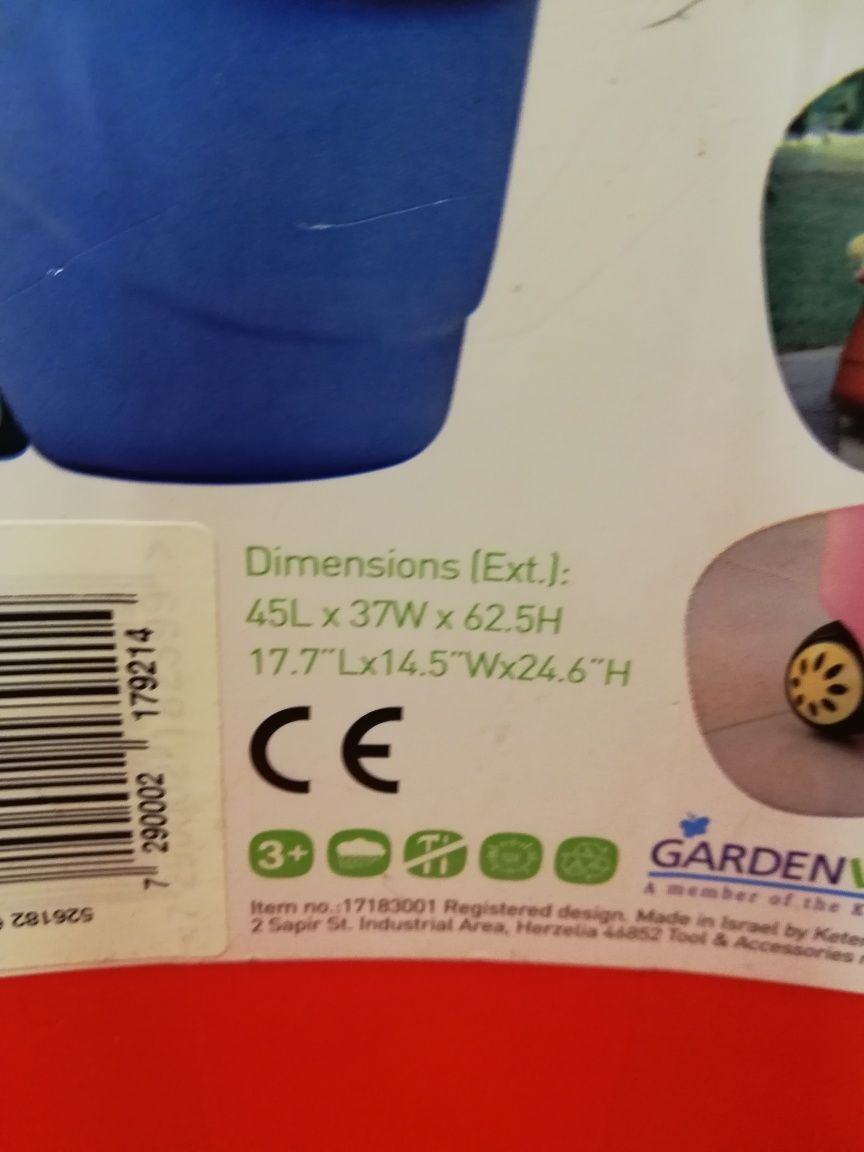 Dimensions (Ext.):
45L x 37W x 62.5H
17.7"Lx14.5"Wx24.6"H
CE
3+
GARDEN
A member of the K
Item no.:17183001 Registered design. Made in Israel by Kete
2 Sapir St. Industrial Area, Herzelia 46852 Tool & Accessories
7 290002 179214
526182